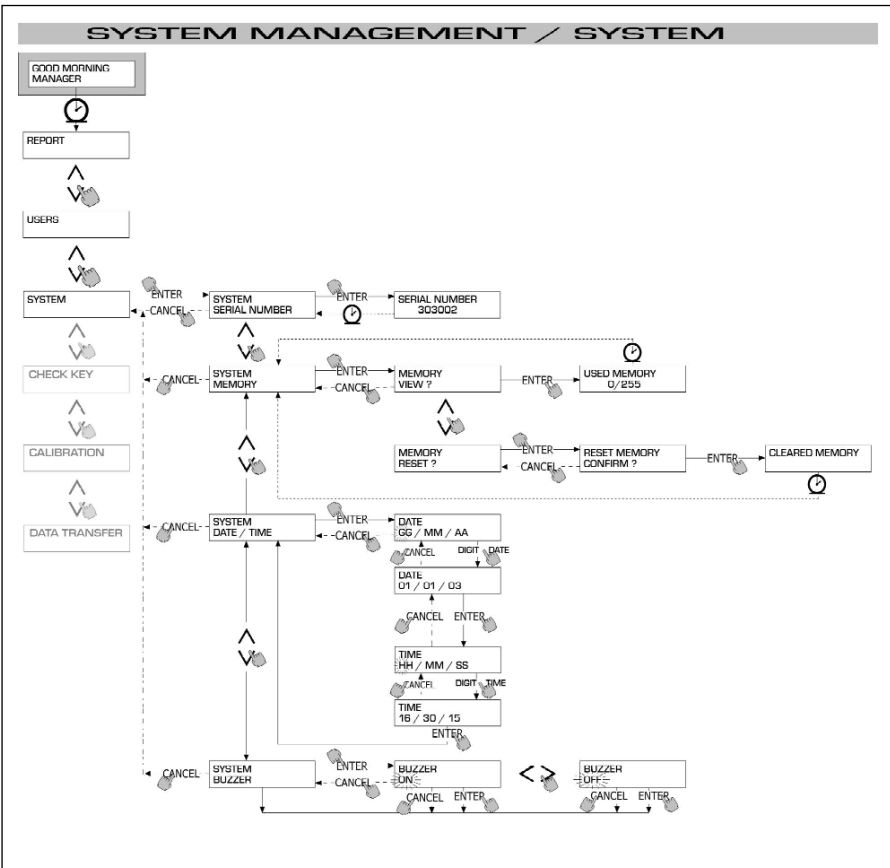 SYSTEM MANAGEMENT / SYSTEM
GOOD MORNING
MANAGER
REPORT
USERS
SYSTEM
ENTER
CANCEL
SYSTEM
SERIAL NUMBER
ENTER
SERIAL NUMBER
303002
CHECK KEY
CANCEL
SYSTEM
MEMORY
ENTER
CANCEL
MEMORY
VIEW ?
ENTER
USED MEMORY
0/255
CALIBRATION
MEMORY
RESET ?
ENTER
CANCEL
RESET MEMORY
CONFIRM ?
ENTER
CLEARED MEMORY
DATA TRANSFER
CANCEL
SYSTEM
DATE / TIME
ENTER
CANCEL
DATE
GG / MM / AA
CANCEL
DIGIT DATE
DATE
01 / 01 / 03
CANCEL ENTER
TIME
HH / MM / SS
CANCEL
DIGIT TIME
TIME
16 / 30 / 15
ENTER
CANCEL
SYSTEM
BUZZER
ENTER
CANCEL
BUZZER
ON
CANCEL ENTER
BUZZER
OFF
CANCEL ENTER